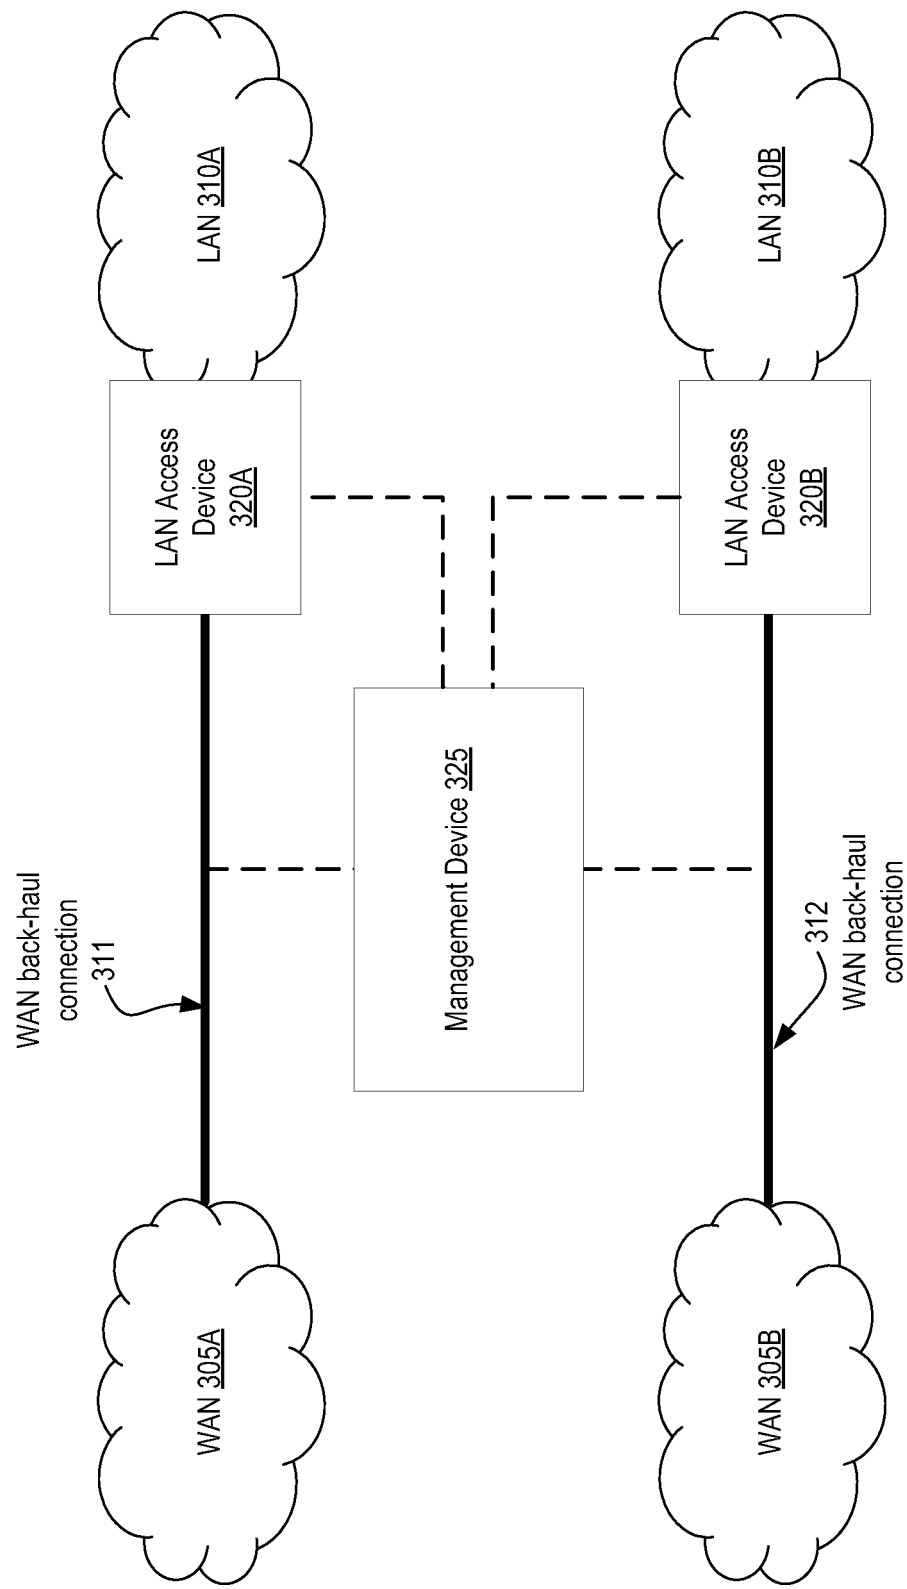 WAN back-haul
connection
311
WAN 305A
LAN Access
Device
320A
LAN 310A
Management Device 325
WAN 305B
312
WAN back-haul
connection
LAN Access
Device
320B
LAN 310B